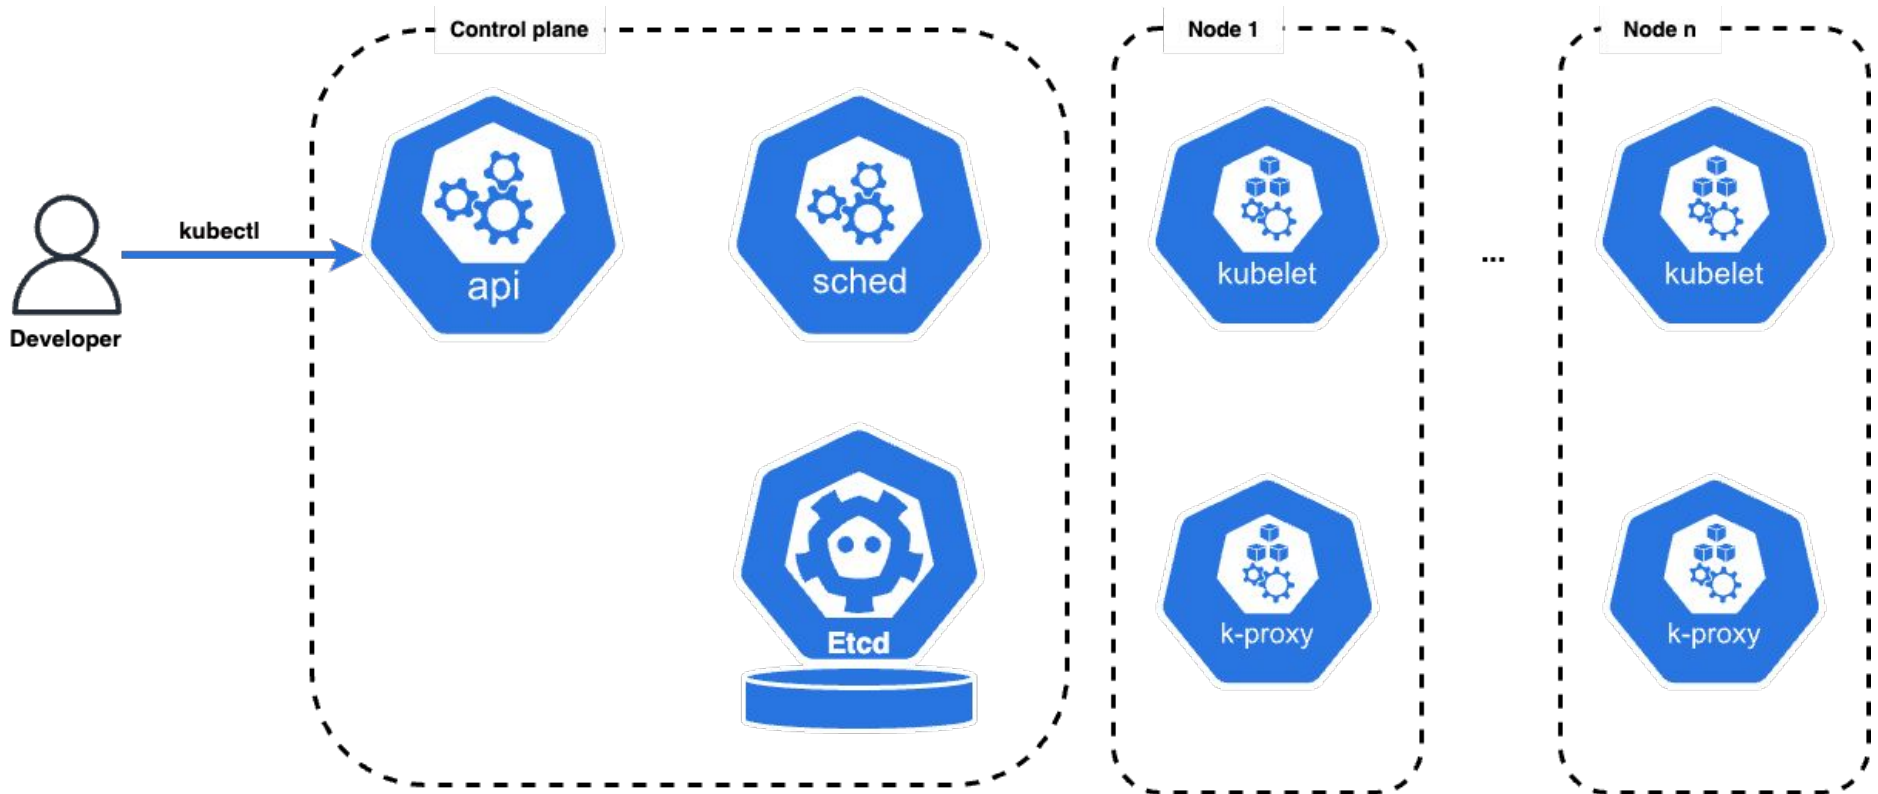 Control plane
Node 1
Node n
kubectl
api
sched
kubelet
...
kubelet
Developer
Etcd
k-proxy
k-proxy